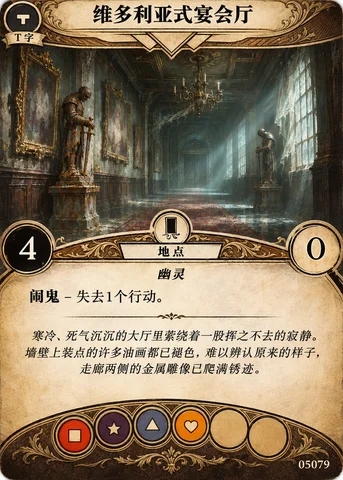 维多利亚式宴会厅
T
T字
4
0
地点
幽灵
闹鬼 – 失去1个行动。
寒冷、死气沉沉的大厅里萦绕着一股挥之不去的寂静。
墙壁上装点的许多油画都已褪色，难以辨认原来的样子，
走廊两侧的金属雕像已爬满锈迹。
05079